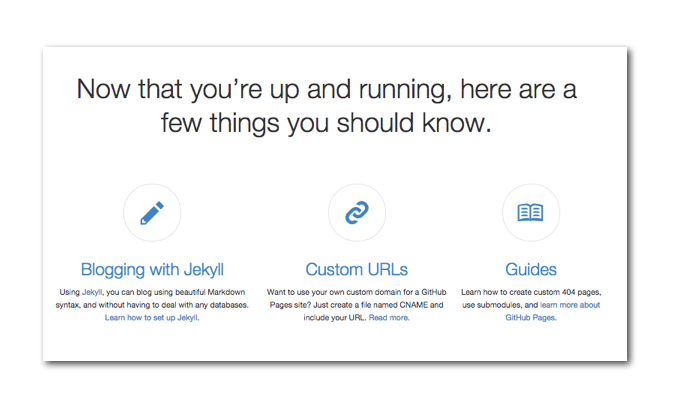 Now that you’re up and running, here are a
few things you should know.
Blogging with Jekyll
Using Jekyll, you can blog using beautiful Markdown
syntax, and without having to deal with any databases.
Learn how to set up Jekyll.
Custom URLs
Want to use your own custom domain for a GitHub
Pages site? Just create a file named CNAME and
include your URL. Read more.
Guides
Learn how to create custom 404 pages,
use submodules, and learn more about
GitHub Pages.